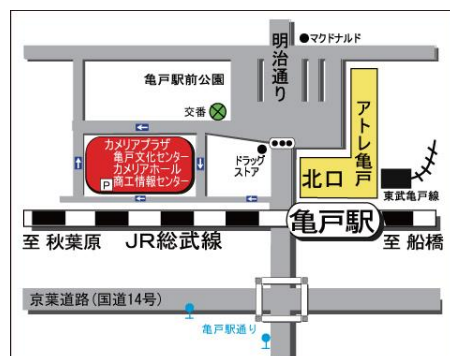 明治通り
マクドナルド
亀戸駅前公園
交番
アトレ亀戸
カメリアプラザ
亀戸文化センター
カメリアホール
商工情報センター
P
ドラッグ
ストア
北口
東武亀戸線
亀戸駅
至 秋葉原
JR総武線
至 船橋
京葉道路(国道14号)
亀戸駅通り